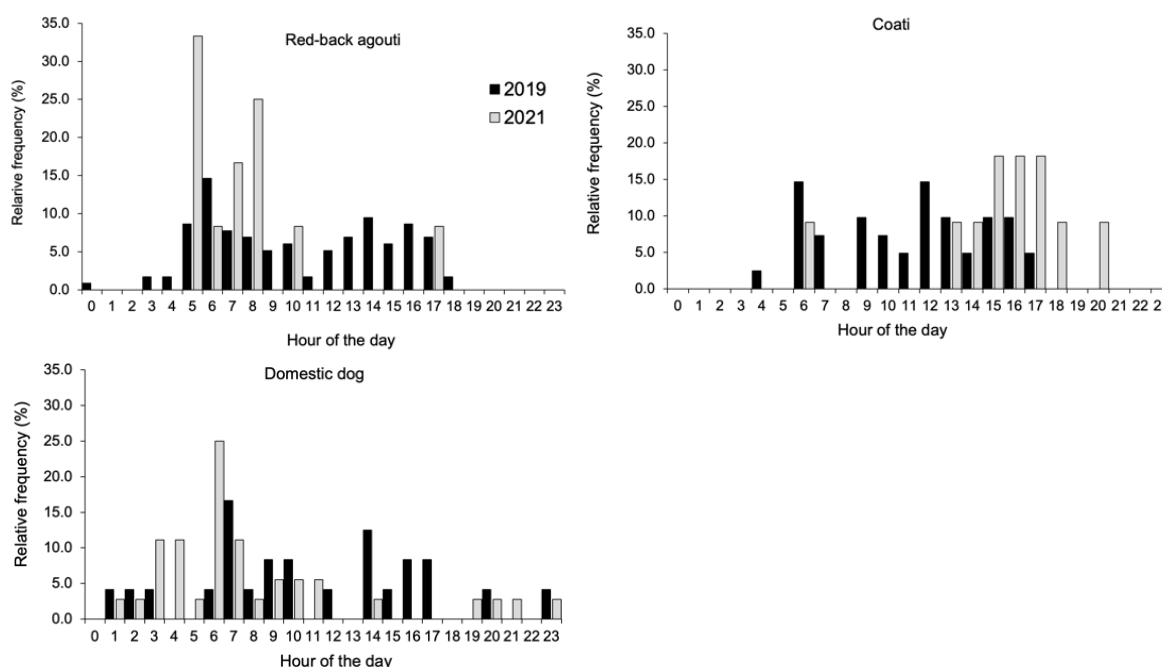 Red-back agouti
2019
2021
Relarive frequency (%)
35.0
30.0
25.0
20.0
15.0
10.0
5.0
0.0
0 1 2 3 4 5 6 7 8 9 10 11 12 13 14 15 16 17 18 19 20 21 22 23
Hour of the day
Coati
Relative frequency (%)
35.0
30.0
25.0
20.0
15.0
10.0
5.0
0.0
0 1 2 3 4 5 6 7 8 9 10 11 12 13 14 15 16 17 18 19 20 21 22 2
Hour of the day
Domestic dog
Relative frequency (%)
35.0
30.0
25.0
20.0
15.0
10.0
5.0
0.0
0 1 2 3 4 5 6 7 8 9 10 11 12 13 14 15 16 17 18 19 20 21 22 23
Hour of the day